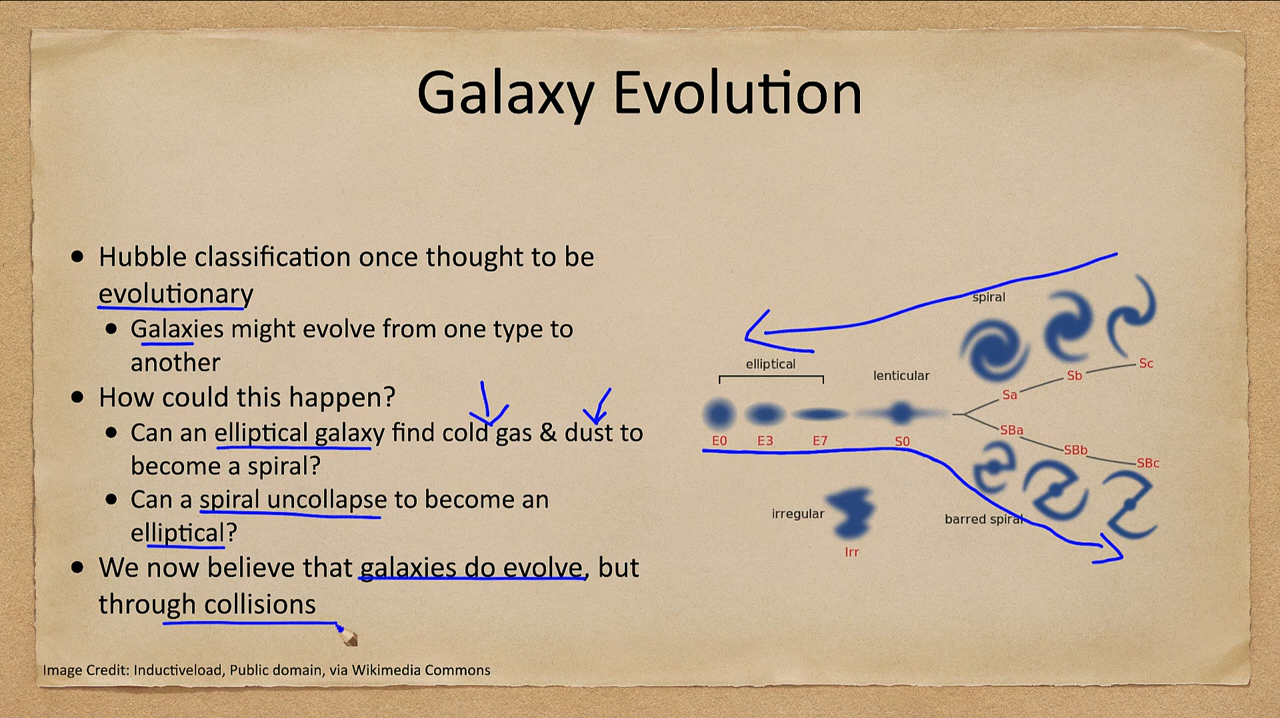 Galaxy Evolution
• Hubble classification once thought to be
evolutionary
• Galaxies might evolve from one type to
another
• How could this happen?
• Can an elliptical galaxy find cold gas & dust to
become a spiral?
• Can a spiral uncollapse to become an
elliptical?
• We now believe that galaxies do evolve, but
through collisions
spiral
elliptical
lenticular
Sa
Sb
Sc
E0
E3
E7
S0
SBa
SBb
SBc
irregular
Irr
barred spiral
Image Credit: Inductiveload, Public domain, via Wikimedia Commons